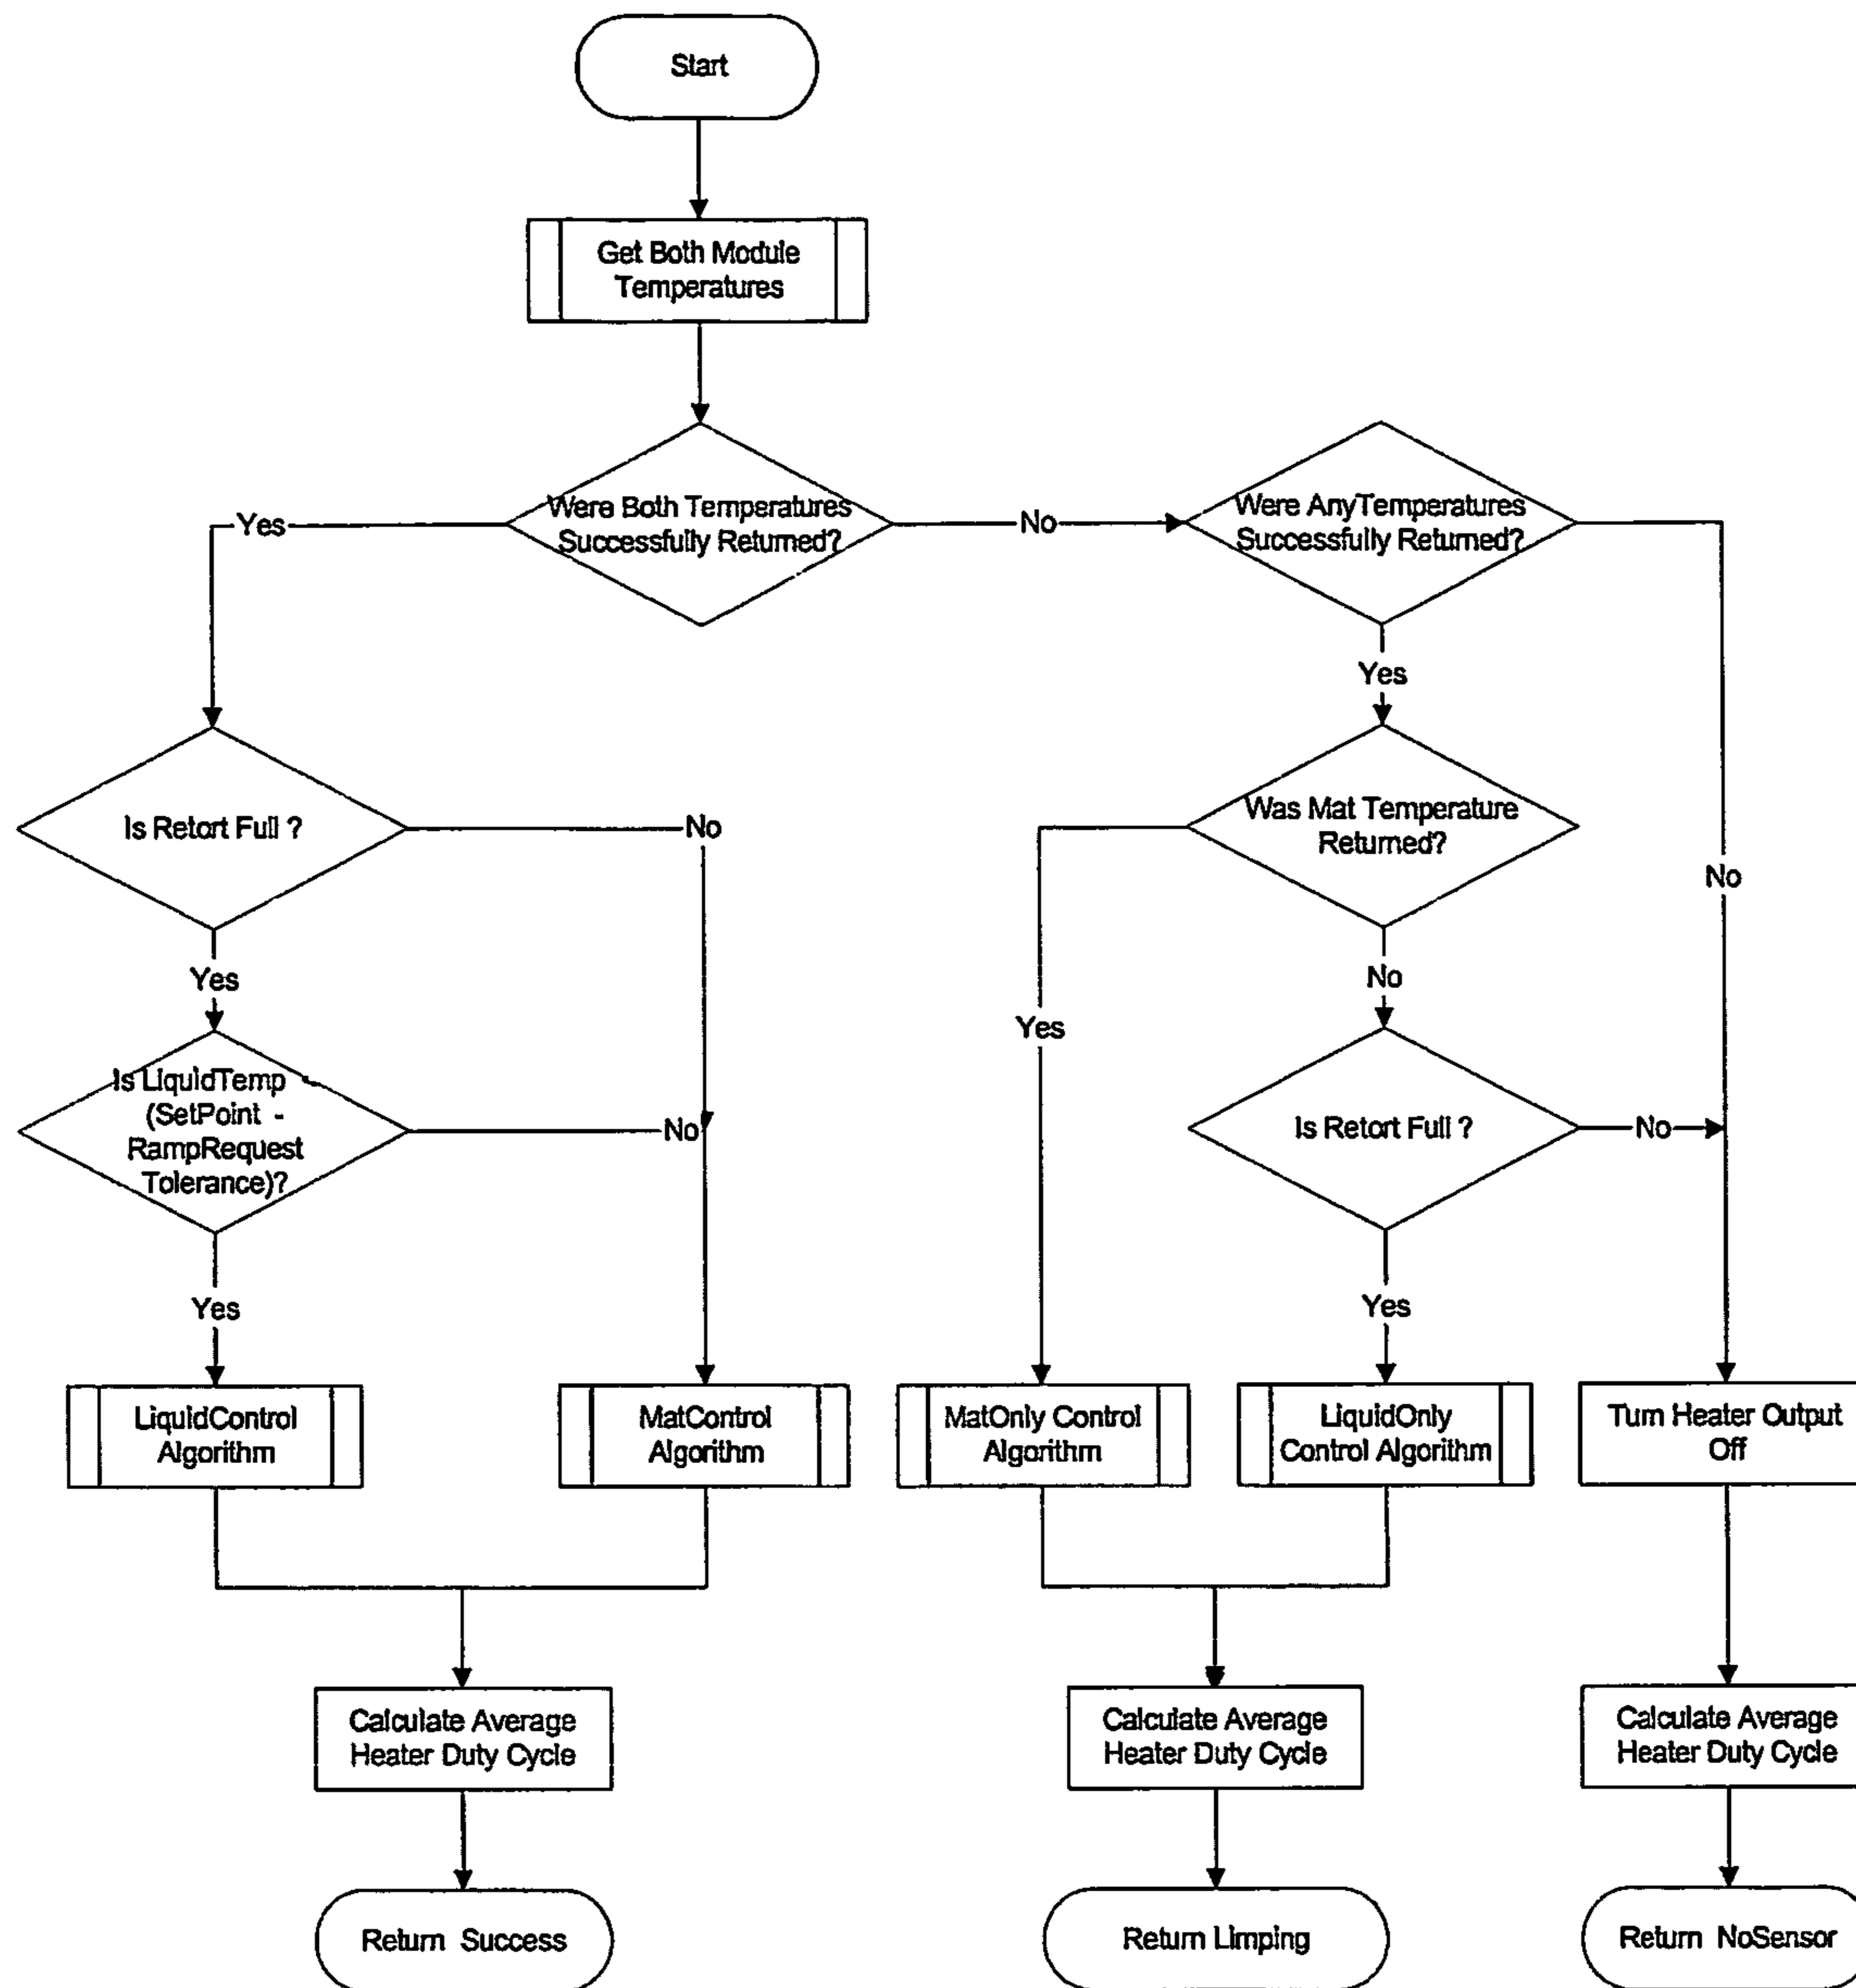 Start
Get Both Module
Temperatures
Were Both Temperatures
Successfully Returned?
Were AnyTemperatures
Successfully Returned?
Yes
No
Yes
No
Is Retort Full ?
No
Was Mat Temperature
Returned?
Yes
No
Yes
Is LiquidTemp
(SetPoint -
RampRequest
Tolerance)?
No
Is Retort Full ?
No
Yes
Yes
LiquidControl
Algorithm
MatControl
Algorithm
MatOnly Control
Algorithm
LiquidOnly
Control Algorithm
Turn Heater Output
Off
Calculate Average
Heater Duty Cycle
Calculate Average
Heater Duty Cycle
Calculate Average
Heater Duty Cycle
Return Success
Return Limping
Return NoSensor